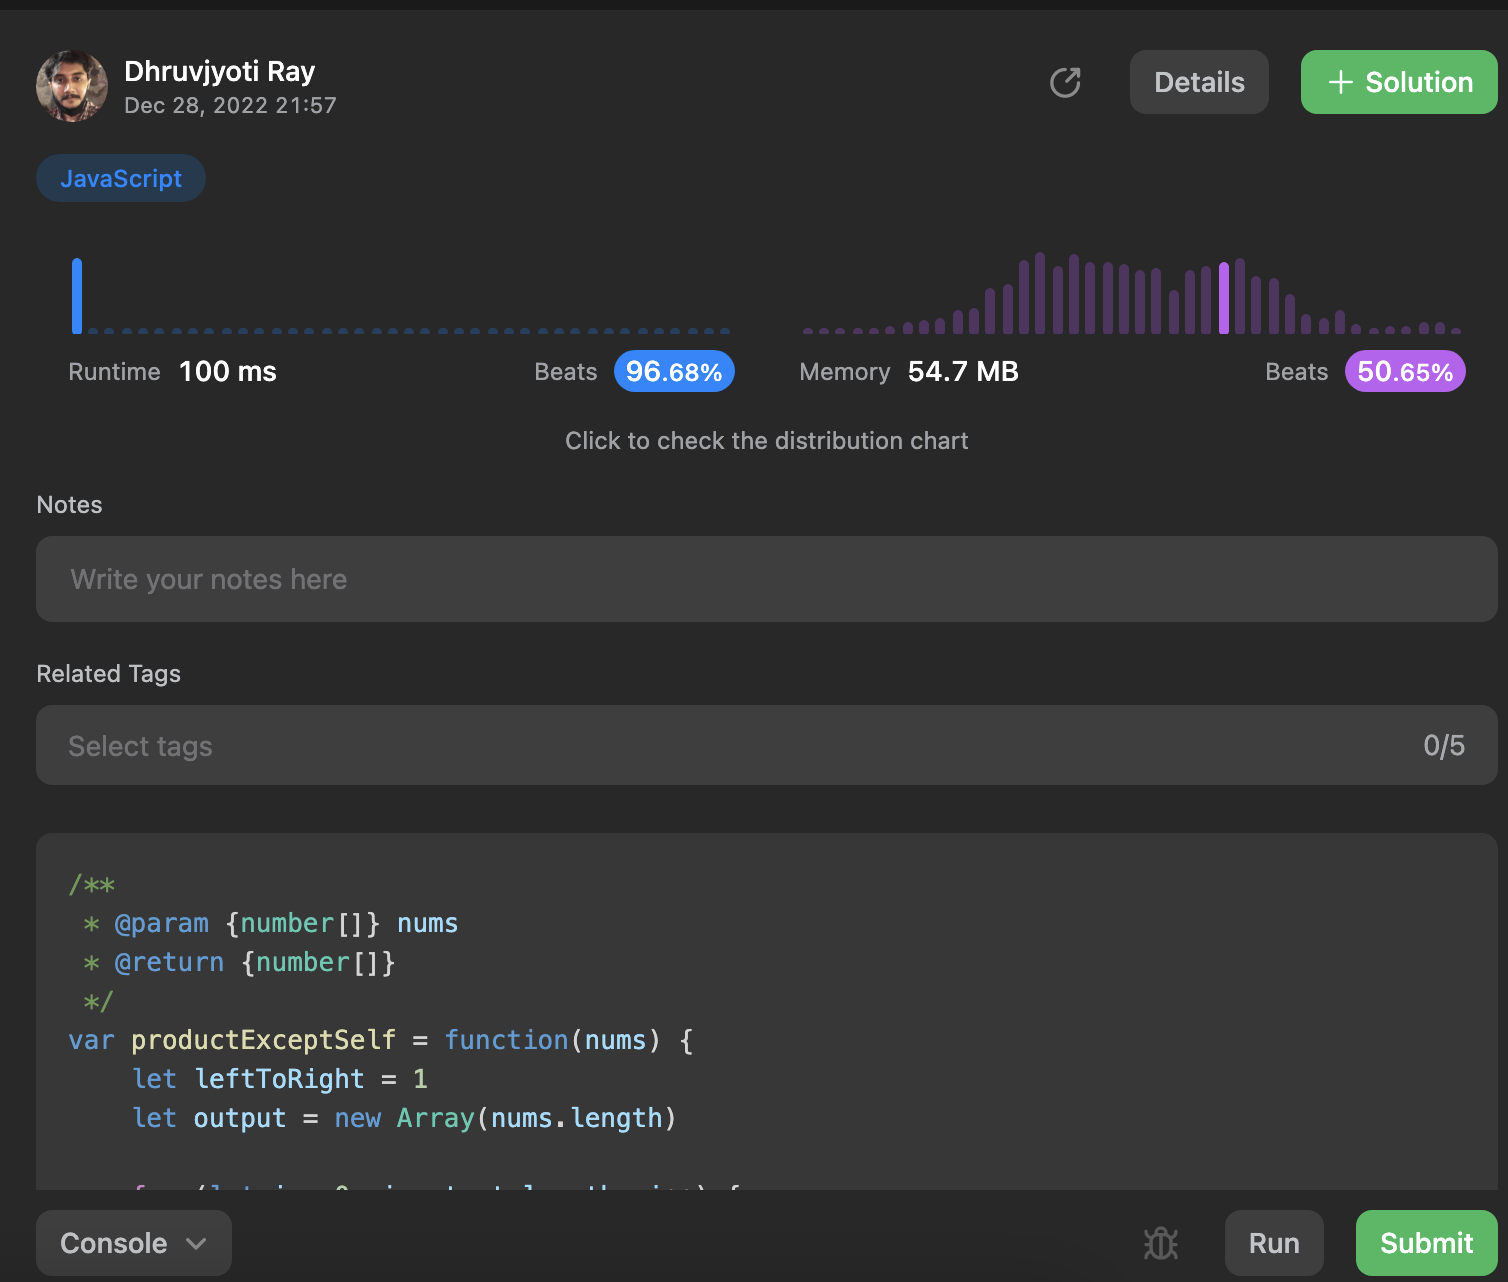 Dhruvjyoti Ray
Dec 28, 2022 21:57
Details
+ Solution
JavaScript
Runtime 100 ms
Beats 96.68%
Memory 54.7 MB
Beats 50.65%
Click to check the distribution chart
Notes
Write your notes here
Related Tags
Select tags
0/5
/**
 * @param {number[]} nums
 * @return {number[]}
 */
var productExceptSelf = function(nums) {
    let leftToRight = 1
    let output = new Array(nums.length)
Console
Run
Submit